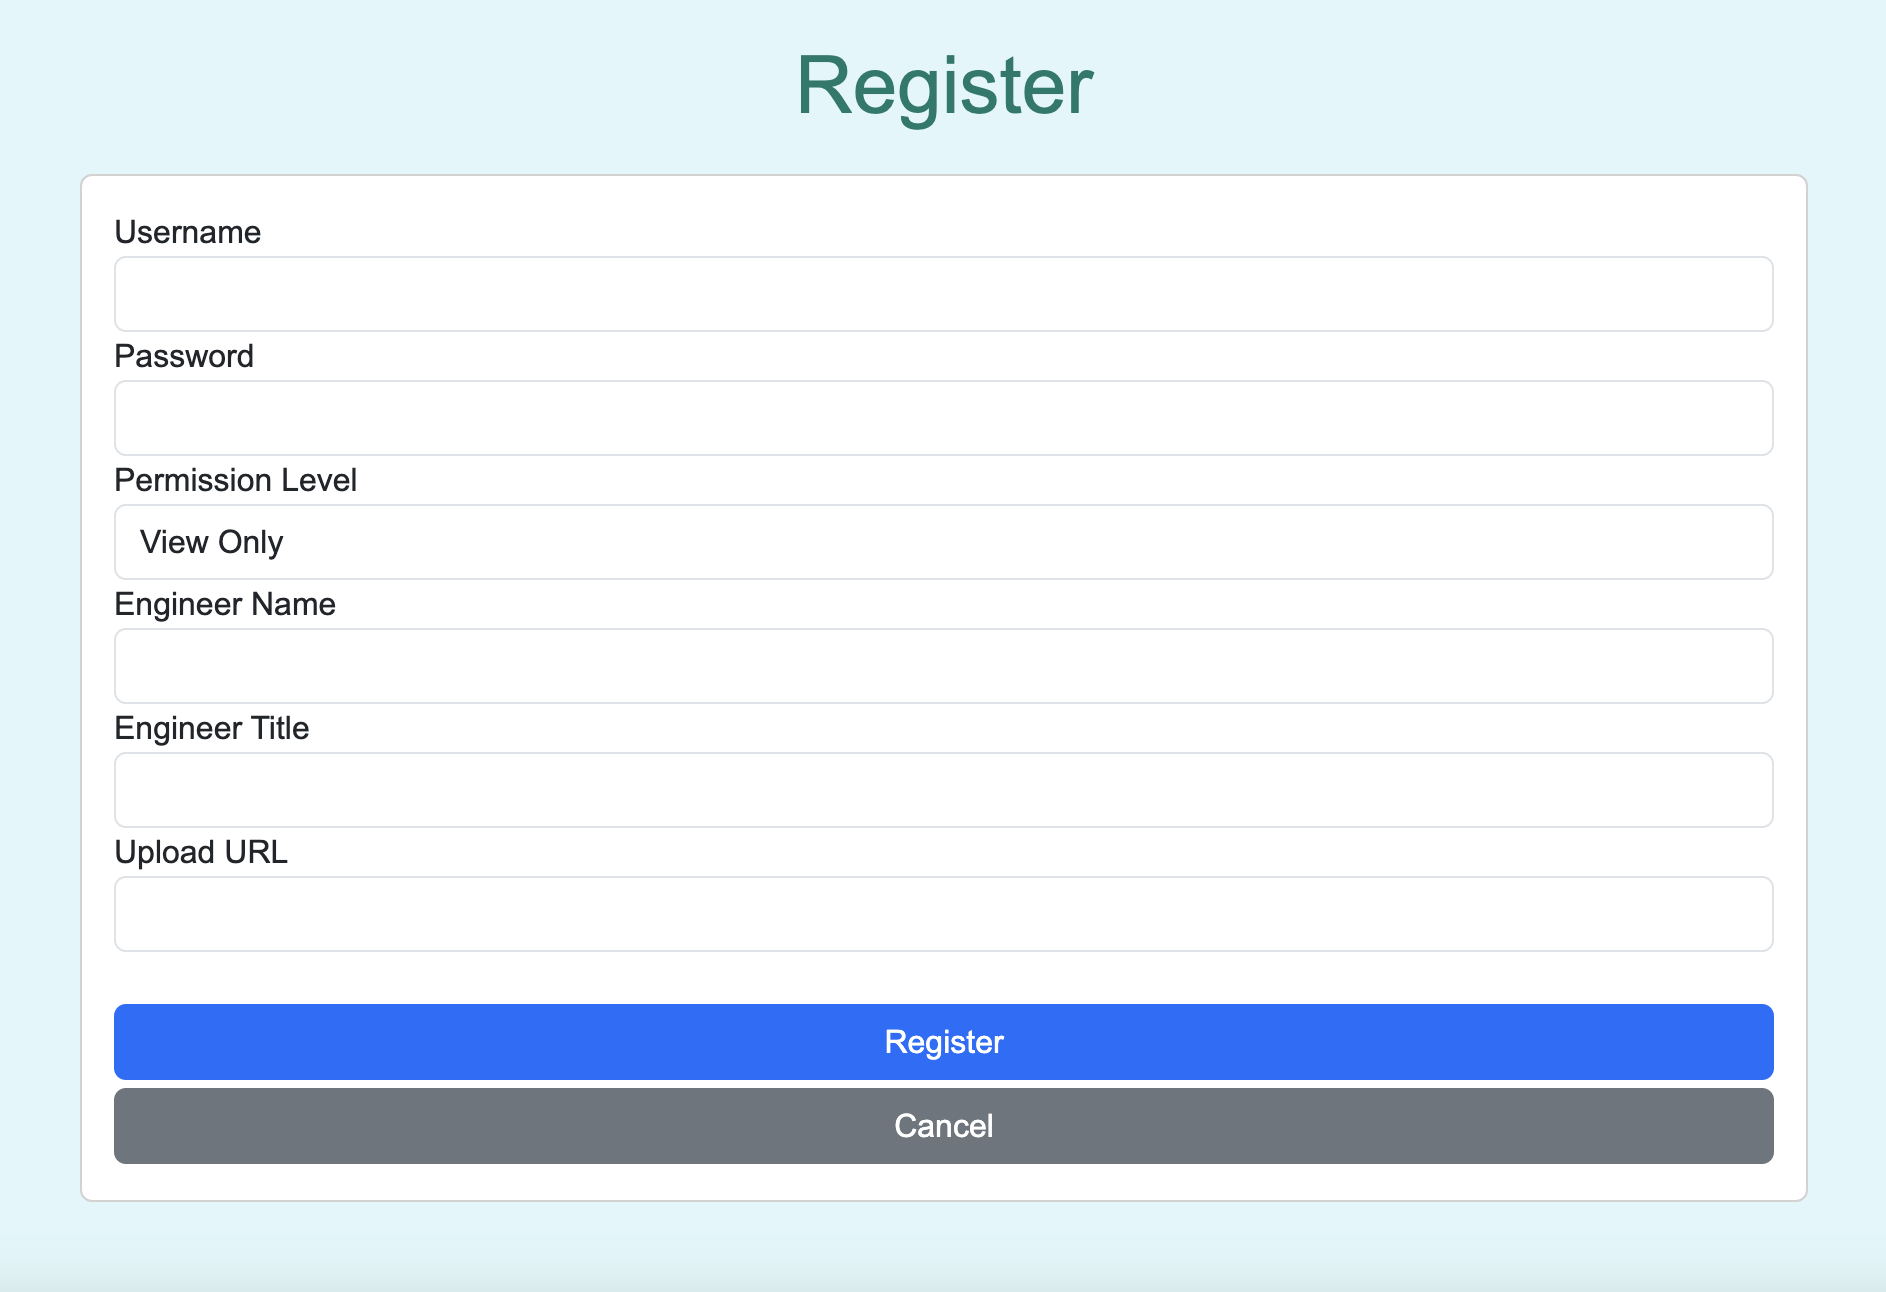 Register
Username
Password
Permission Level
View Only
Engineer Name
Engineer Title
Upload URL
Register
Cancel